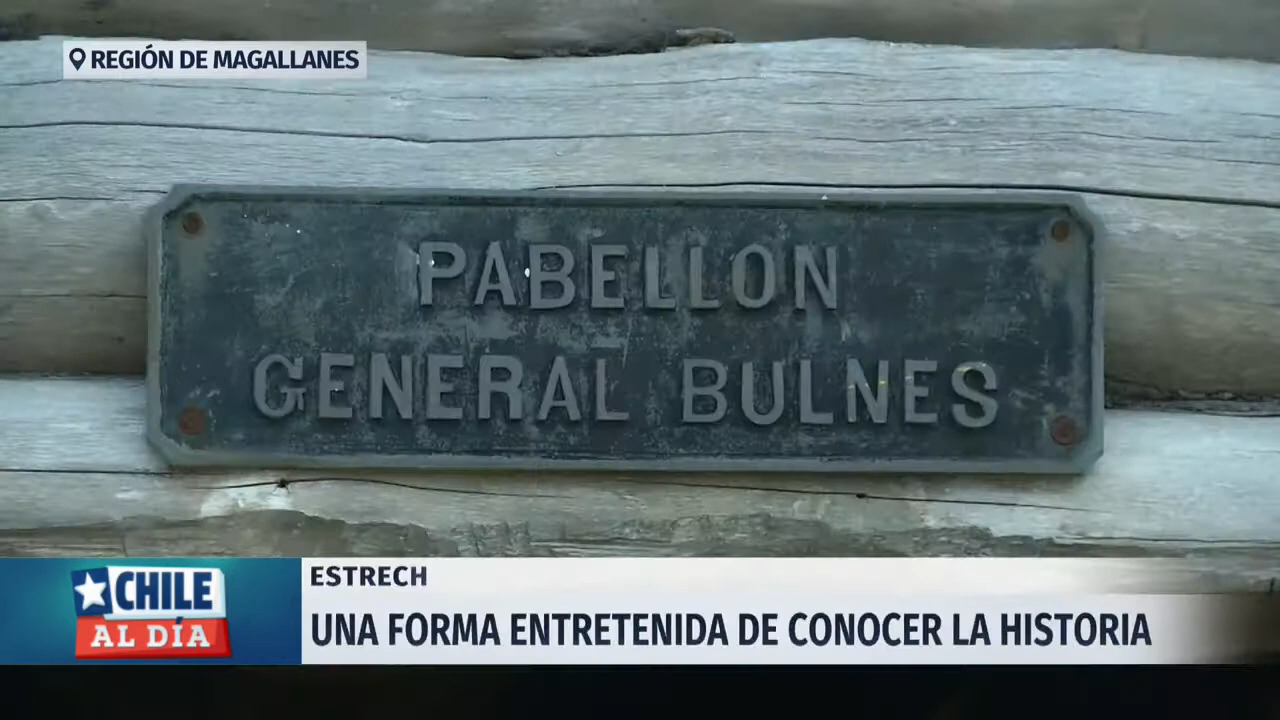 REGIÓN DE MAGALLANES
PABELLON
GENERAL BULNES
CHILE
AL DÍA
ESTRECH
UNA FORMA ENTRETENIDA DE CONOCER LA HISTORIA